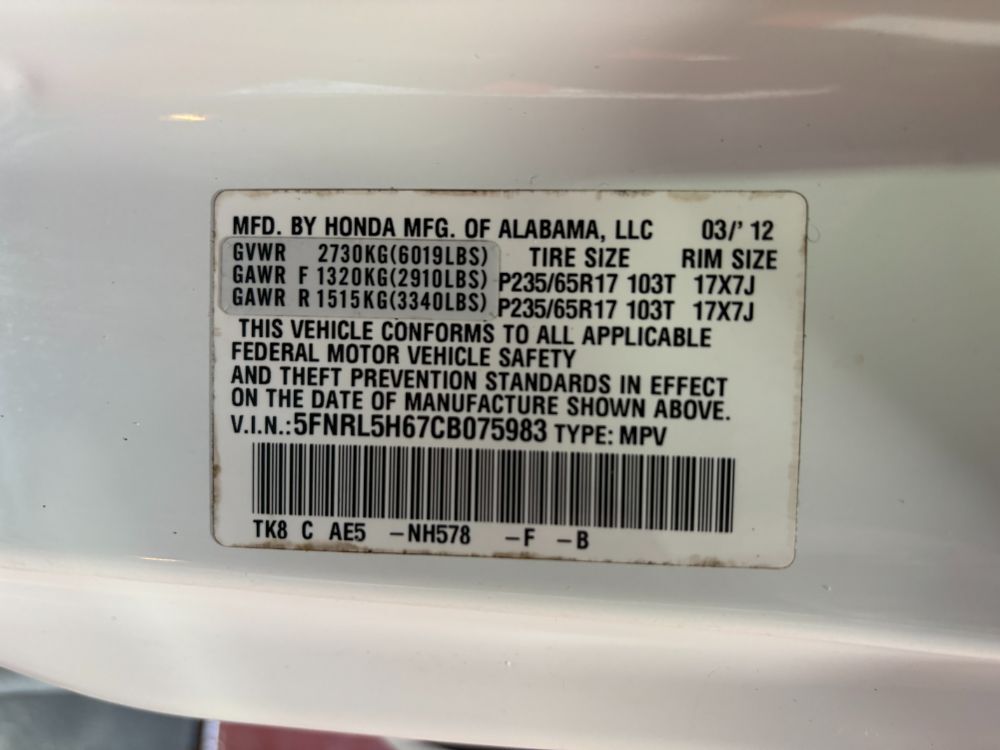 MFD. BY HONDA MFG. OF ALABAMA, LLC 03/' 12
GVWR 2730KG(6019LBS) TIRE SIZE RIM SIZE
GAWR F 1320KG(2910LBS) P235/65R17 103T 17X7J
GAWR R 1515KG(3340LBS) P235/65R17 103T 17X7J
THIS VEHICLE CONFORMS TO ALL APPLICABLE
FEDERAL MOTOR VEHICLE SAFETY
AND THEFT PREVENTION STANDARDS IN EFFECT
ON THE DATE OF MANUFACTURE SHOWN ABOVE.
V.I.N.:5FNRL5H67CB075983 TYPE: MPV
TK8 C AE5 -NH578 -F -B